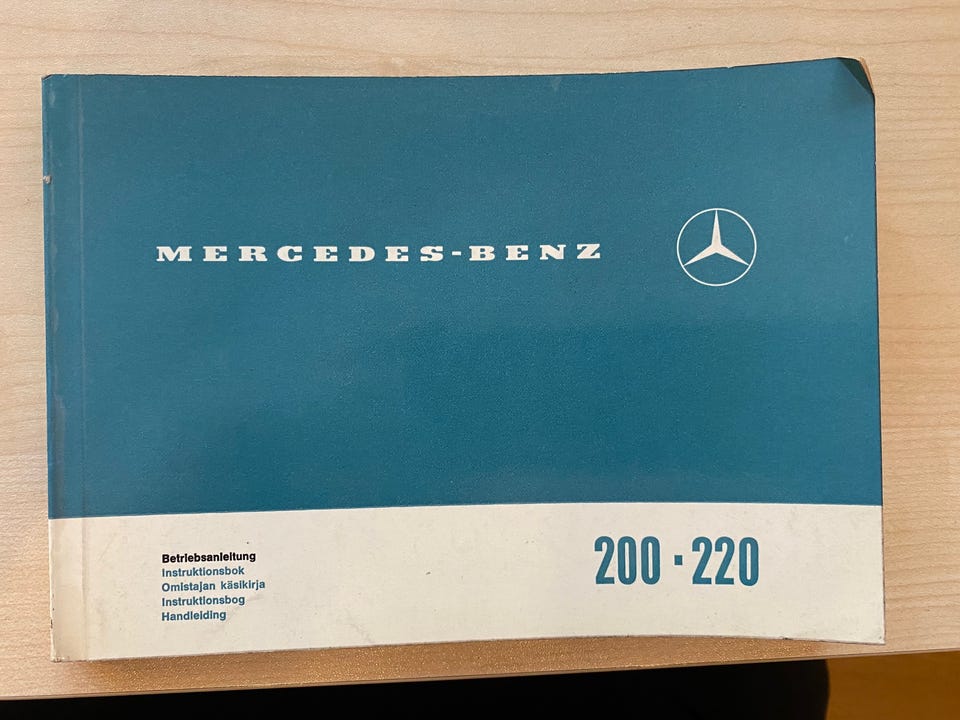 MERCEDES-BENZ
Betriebsanleitung
Instruktionsbok
Omistajan käsikirja
Instruktionsbog
Handleiding
200 · 220